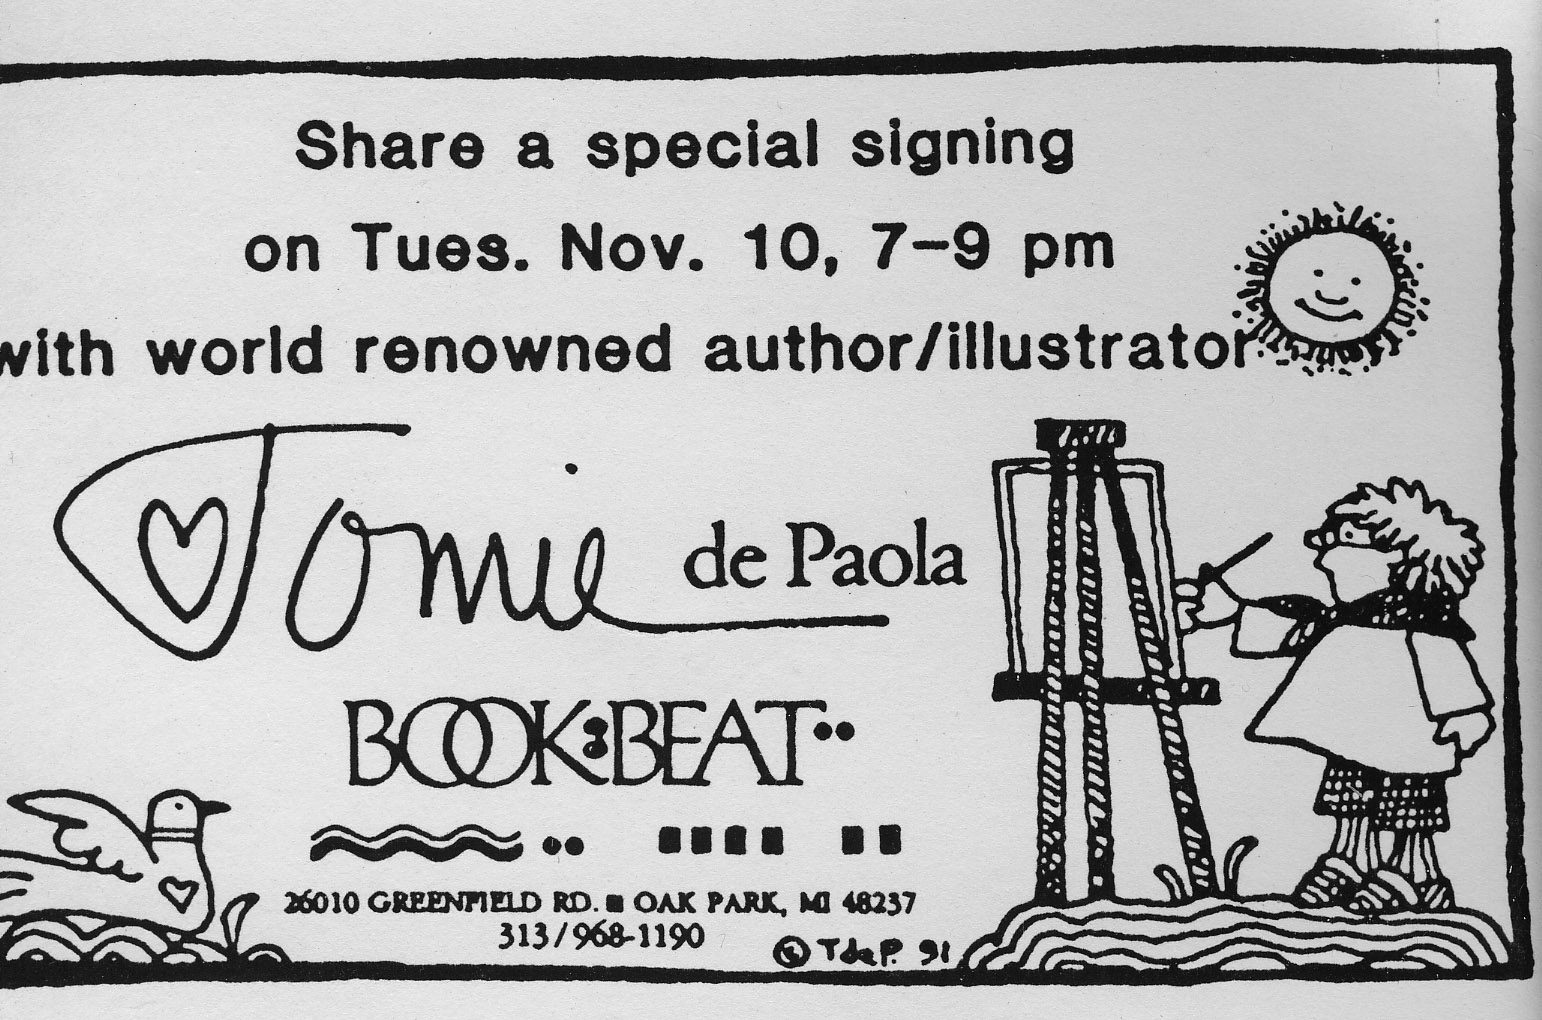 Share a special signing
on Tues. Nov. 10, 7-9 pm
with world renowned author/illustrator
Tomie de Paola
BOOK BEAT
26010 GREENFIELD RD. ■ OAK PARK, MI 48237
313/968-1190
© TdeP. 91